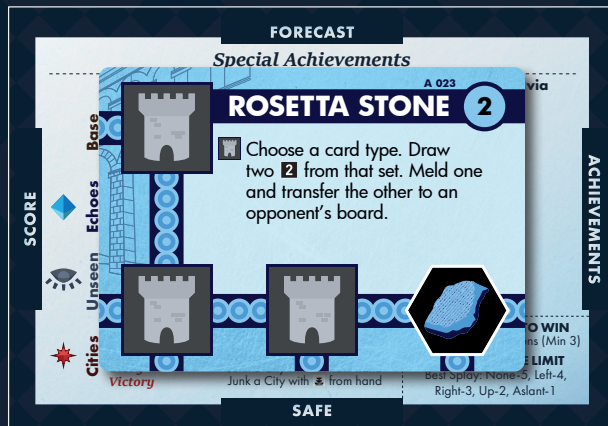 FORECAST
Special Achievements
via
A 023
ROSETTA STONE 2
Choose a card type. Draw
two 2 from that set. Meld one
and transfer the other to an
opponent's board.
SCORE
Base
Echoes
Unseen
Cities
ACHIEVEMENTS
TO WIN
ons (Min 3)
LIMIT
Best Splay: None-5, Left-4,
Right-3, Up-2, Aslant-1
Victory
Junk a City with from hand
SAFE